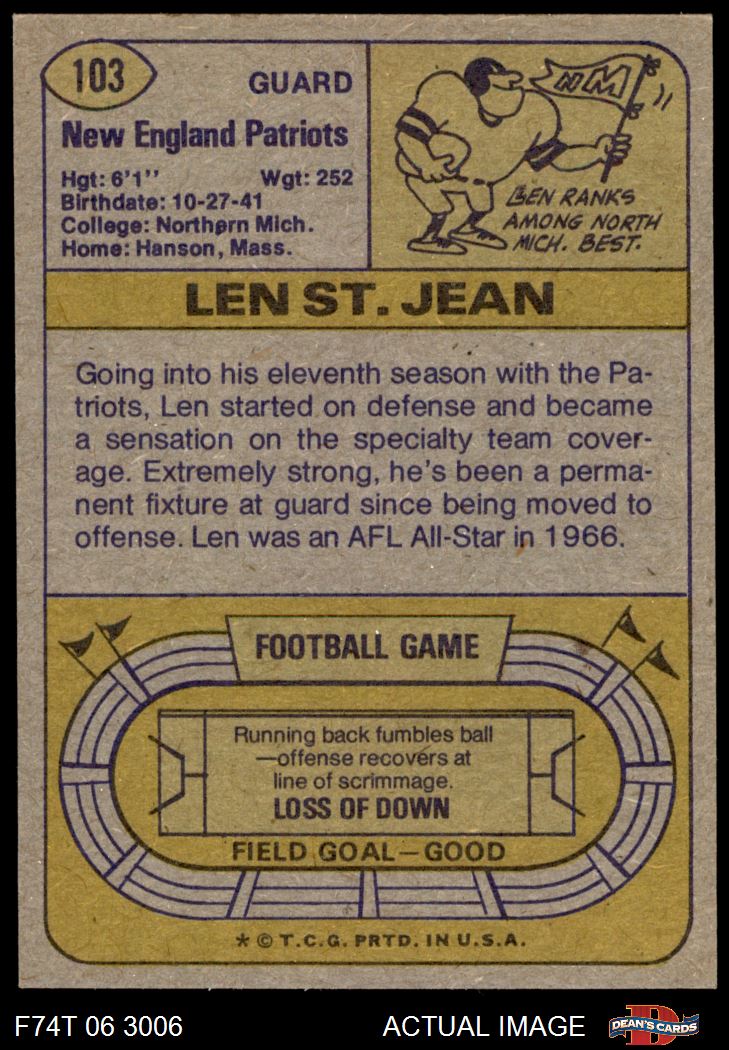 103
GUARD
New England Patriots
Hgt: 6'1'' Wgt: 252
Birthdate: 10-27-41
College: Northern Mich.
Home: Hanson, Mass.
NM
LEN RANKS
AMONG NORTH
MICH. BEST.
LEN ST. JEAN
Going into his eleventh season with the Pa-
triots, Len started on defense and became
a sensation on the specialty team cover-
age. Extremely strong, he's been a perma-
nent fixture at guard since being moved to
offense. Len was an AFL All-Star in 1966.
FOOTBALL GAME
Running back fumbles ball
—offense recovers at
line of scrimmage.
LOSS OF DOWN
FIELD GOAL—GOOD
* © T.C.G. PRTD. IN U.S.A.
F74T 06 3006 ACTUAL IMAGE D DEAN'S CARDS